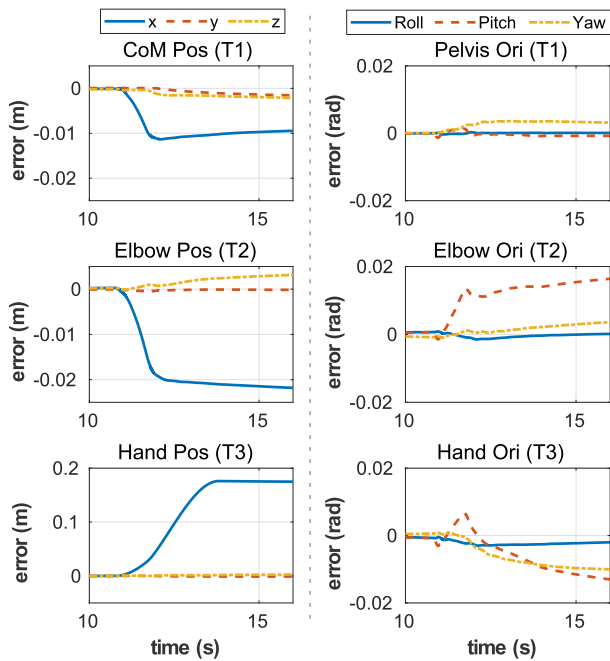 x y z
CoM Pos (T1)
error (m)
0
-0.01
-0.02
10 15
Elbow Pos (T2)
error (m)
0
-0.01
-0.02
10 15
Hand Pos (T3)
error (m)
0.2
0.1
0
10 15
time (s)
Roll Pitch Yaw
Pelvis Ori (T1)
error (rad)
0.02
0
-0.02
10 15
Elbow Ori (T2)
error (rad)
0.02
0
-0.02
10 15
Hand Ori (T3)
error (rad)
0.02
0
-0.02
10 15
time (s)